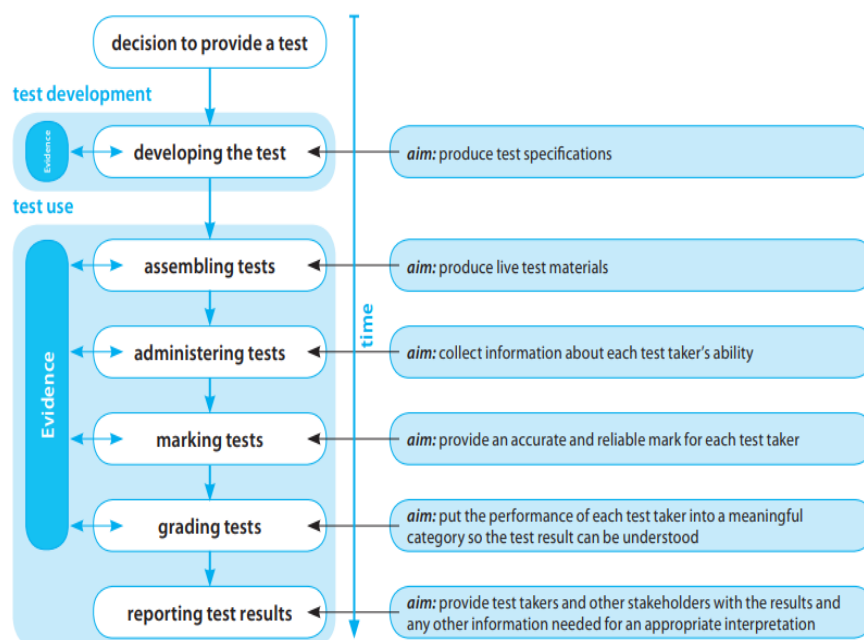 decision to provide a test
test development
Evidence
developing the test
aim: produce test specifications
test use
Evidence
assembling tests
aim: produce live test materials
time
administering tests
aim: collect information about each test taker's ability
marking tests
aim: provide an accurate and reliable mark for each test taker
grading tests
aim: put the performance of each test taker into a meaningful
category so the test result can be understood
reporting test results
aim: provide test takers and other stakeholders with the results and
any other information needed for an appropriate interpretation